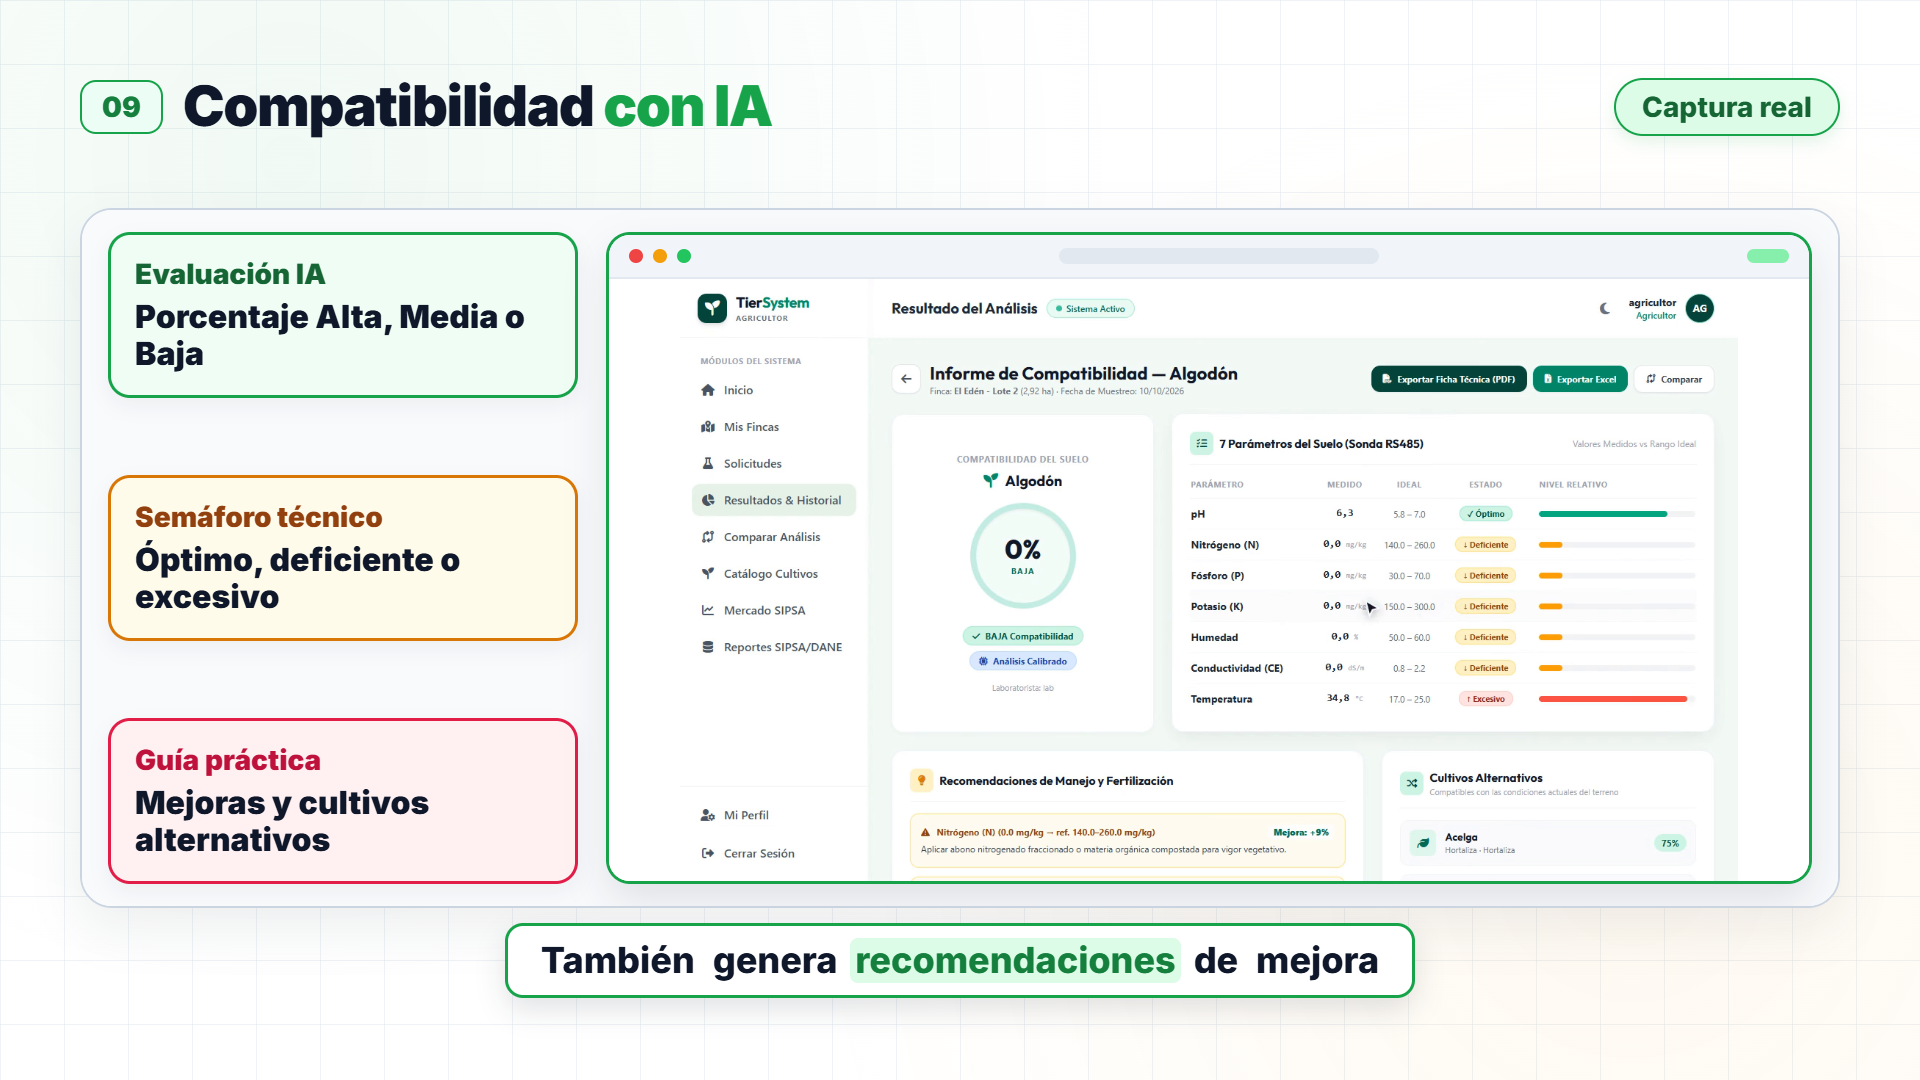 09
Compatibilidad con IA
Captura real
Evaluación IA
Porcentaje Alta, Media o
Baja
Semáforo técnico
Óptimo, deficiente o
excesivo
Guía práctica
Mejoras y cultivos
alternativos
TierSystem
AGRICULTOR
MÓDULOS DEL SISTEMA
Inicio
Mis Fincas
Solicitudes
Resultados & Historial
Comparar Análisis
Catálogo Cultivos
Mercado SIPSA
Reportes SIPSA/DANE
Mi Perfil
Cerrar Sesión
Resultado del Análisis
Sistema Activo
agricultor
Agricultor
AG
Informe de Compatibilidad — Algodón
Finca: El Edén - Lote 2 (2,92 ha) · Fecha de Muestreo: 10/10/2026
Exportar Ficha Técnica (PDF)
Exportar Excel
Comparar
COMPATIBILIDAD DEL SUELO
Algodón
0%
BAJA
BAJA Compatibilidad
Análisis Calibrado
Laboratorista: lab
7 Parámetros del Suelo (Sonda RS485)
Valores Medidos vs Rango Ideal
PARÁMETRO MEDIDO IDEAL ESTADO NIVEL RELATIVO
pH 6,3 5.8 – 7.0 ✓ Óptimo
Nitrógeno (N) 0,0 mg/kg 140.0 – 260.0 ↓ Deficiente
Fósforo (P) 0,0 mg/kg 30.0 – 70.0 ↓ Deficiente
Potasio (K) 0,0 mg/kg 150.0 – 300.0 ↓ Deficiente
Humedad 0,0 % 50.0 – 60.0 ↓ Deficiente
Conductividad (CE) 0,0 dS/m 0.8 – 2.2 ↓ Deficiente
Temperatura 34,8 °C 17.0 – 25.0 ↑ Excesivo
Recomendaciones de Manejo y Fertilización
Nitrógeno (N) (0.0 mg/kg → ref. 140.0–260.0 mg/kg) Mejora: +9%
Aplicar abono nitrogenado fraccionado o materia orgánica compostada para vigor vegetativo.
Cultivos Alternativos
Compatibles con las condiciones actuales del terreno
Acelga
Hortaliza · Hortaliza
75%
También genera recomendaciones de mejora